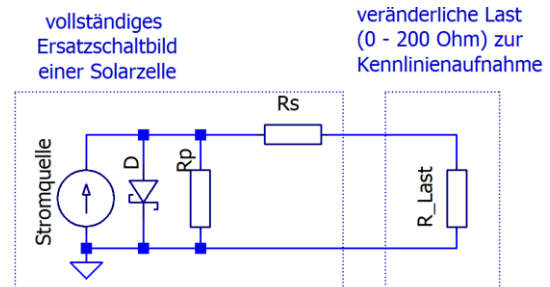 vollständiges
Ersatzschaltbild
einer Solarzelle
veränderliche Last
(0 - 200 Ohm) zur
Kennlinienaufnahme
Stromquelle
D
Rp
Rs
R_Last